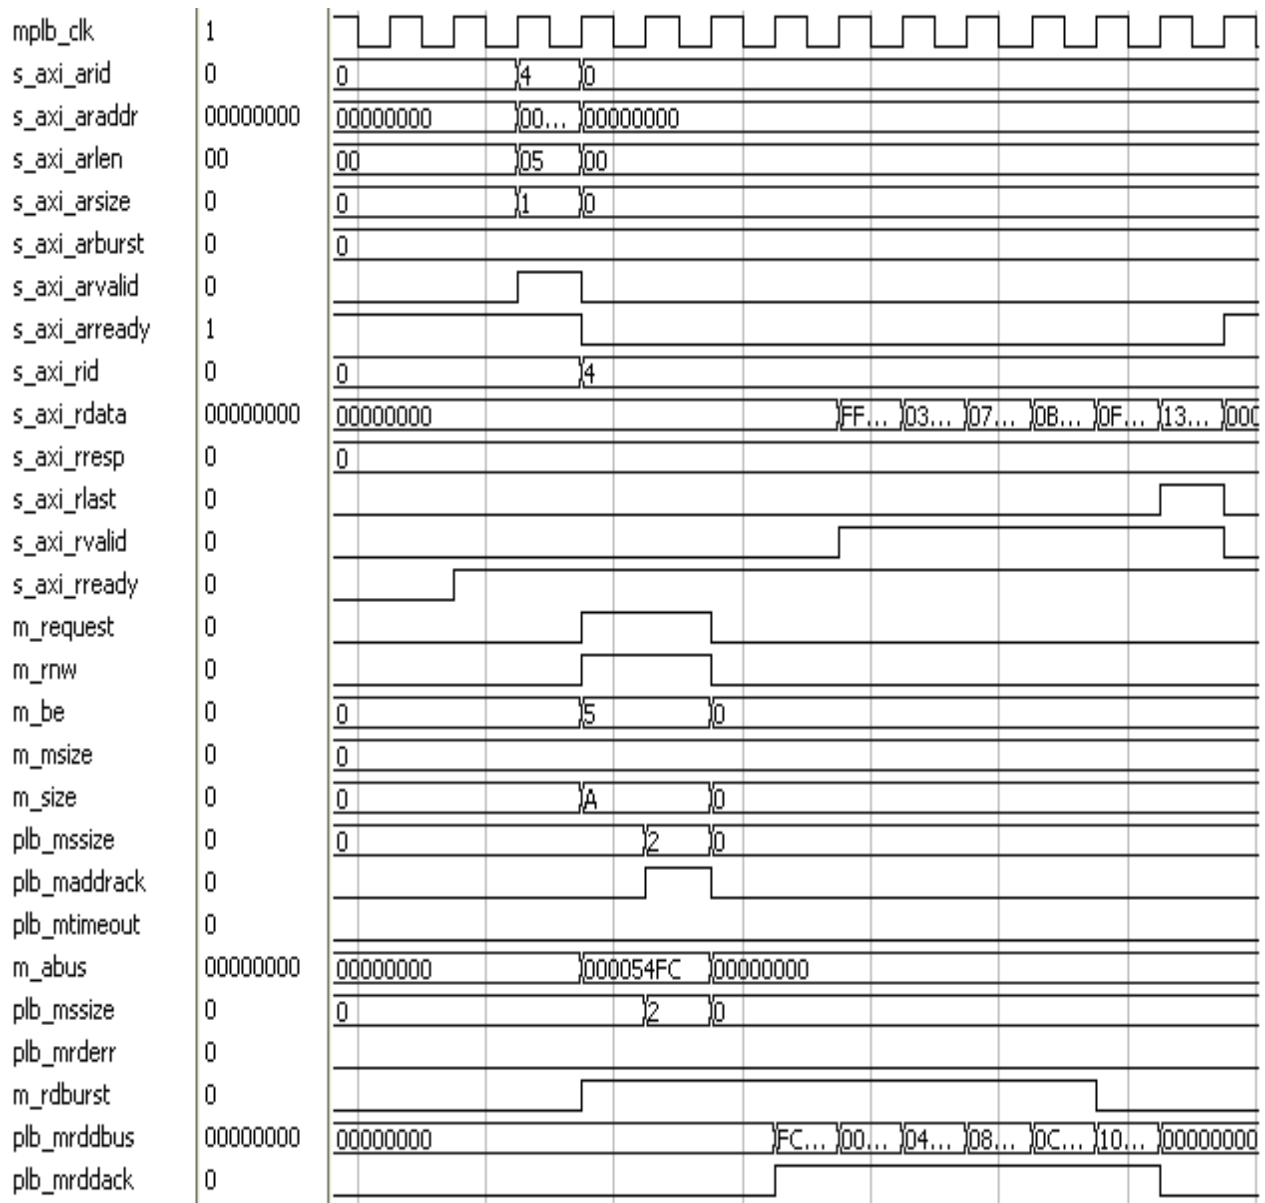 mplb_clk 1
s_axi_arid 0 0 4 0
s_axi_araddr 00000000 00000000 00... 00000000
s_axi_arlen 00 00 05 00
s_axi_arsize 0 0 1 0
s_axi_arburst 0 0
s_axi_arvalid 0
s_axi_arready 1
s_axi_rid 0 0 4
s_axi_rdata 00000000 00000000 FF... 03... 07... 0B... 0F... 13... 000
s_axi_rresp 0 0
s_axi_rlast 0
s_axi_rvalid 0
s_axi_rready 0
m_request 0
m_rnw 0
m_be 0 0 5 0
m_msize 0 0
m_size 0 0 A 0
plb_mssize 0 0 2 0
plb_maddrack 0
plb_mtimeout 0
m_abus 00000000 00000000 000054FC 00000000
plb_mssize 0 0 2 0
plb_mrderr 0
m_rdburst 0
plb_mrddbus 00000000 00000000 FC... 00... 04... 08... 0C... 10... 00000000
plb_mrddack 0